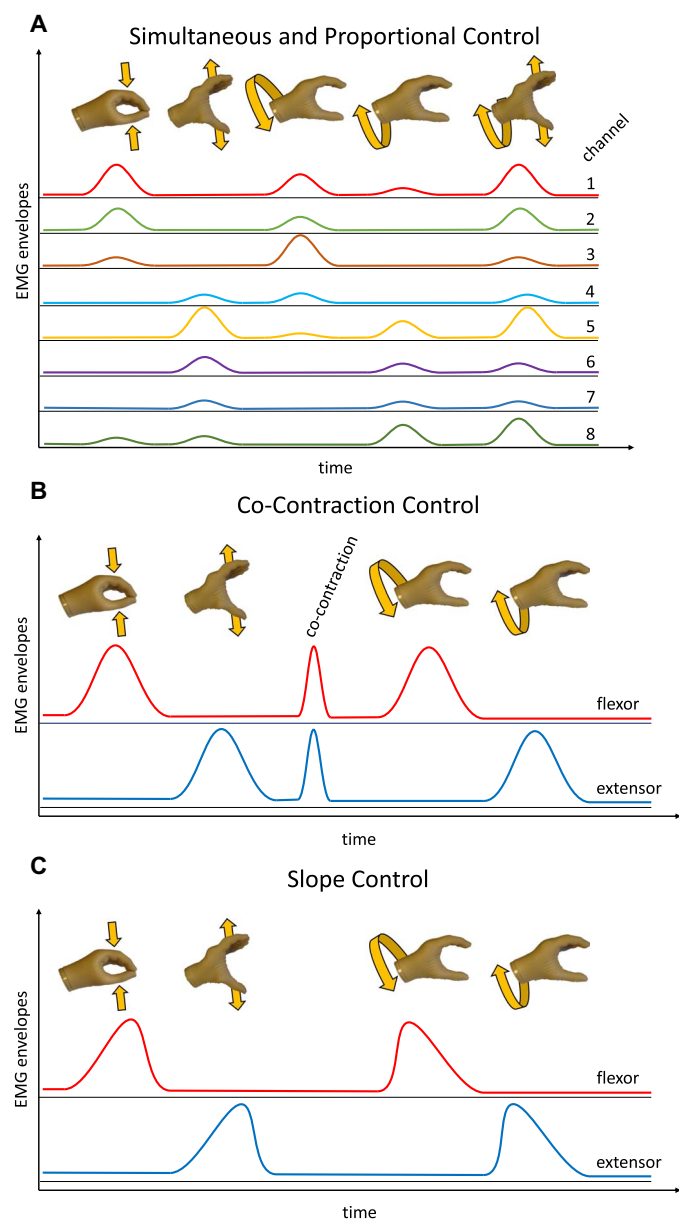 A
Simultaneous and Proportional Control
channel
EMG envelopes
1
2
3
4
5
6
7
8
time
B
Co-Contraction Control
co-contraction
EMG envelopes
flexor
extensor
time
C
Slope Control
EMG envelopes
flexor
extensor
time